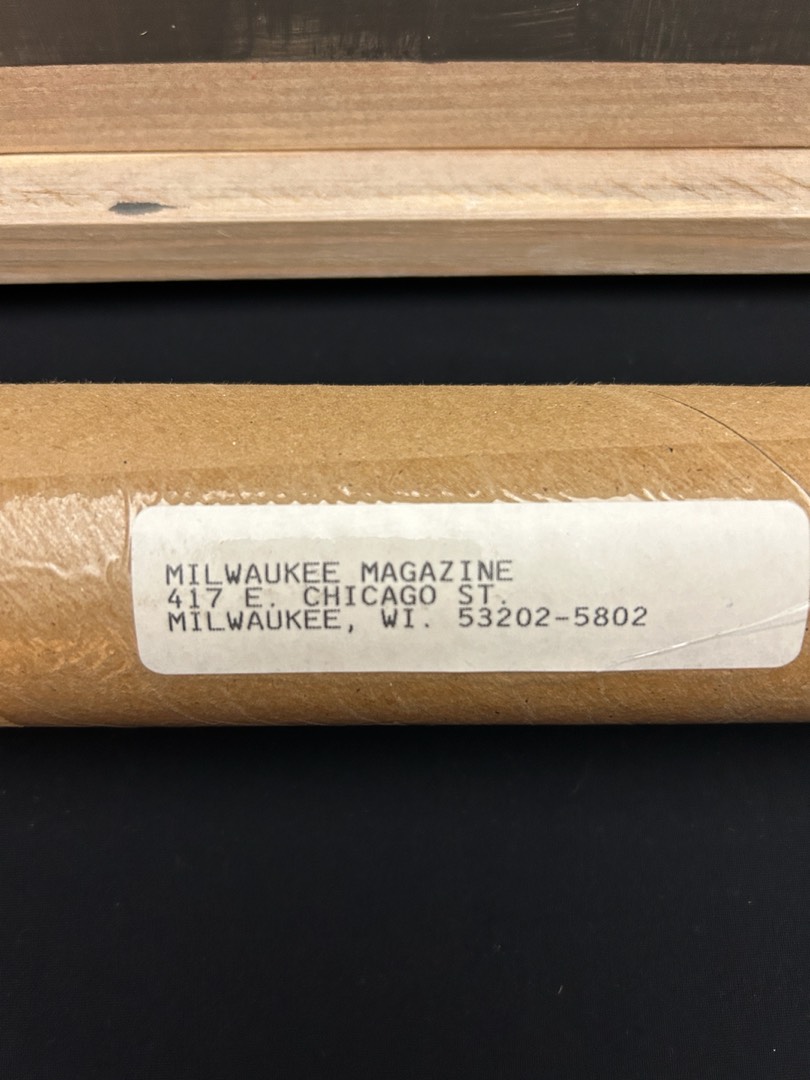 MILWAUKEE MAGAZINE
417 E. CHICAGO ST.
MILWAUKEE, WI. 53202-5802